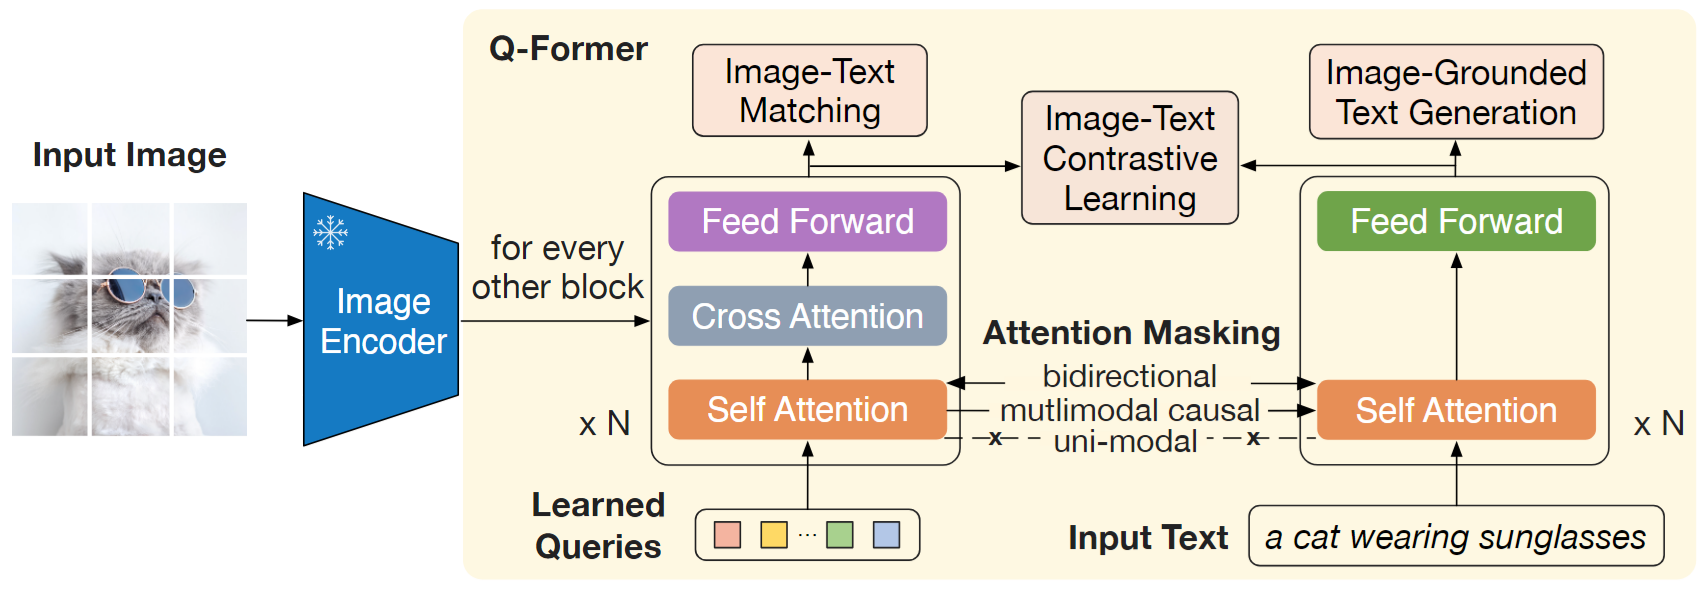 Q-Former
Input Image
Image
Encoder
for every
other block
Image-Text
Matching
Image-Text
Contrastive
Learning
Image-Grounded
Text Generation
Feed Forward
Cross Attention
Self Attention
x N
Attention Masking
bidirectional
mutlimodal causal
x uni-modal x
Feed Forward
Self Attention
x N
Learned
Queries
...
Input Text
a cat wearing sunglasses